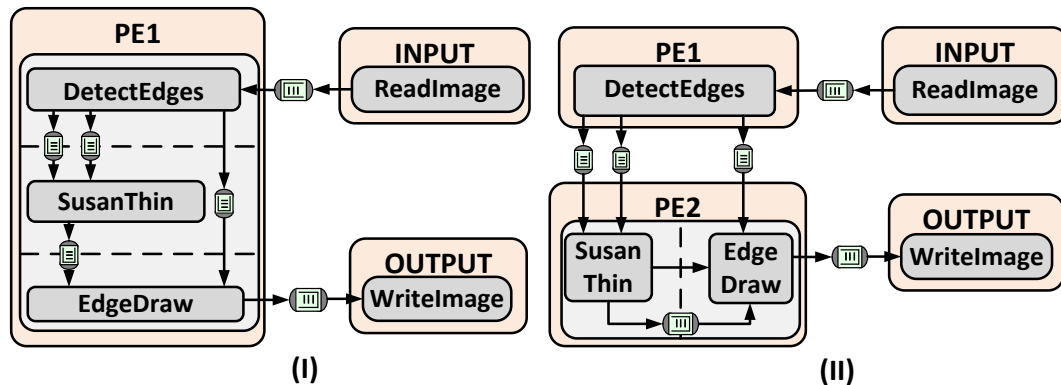 PE1
DetectEdges
SusanThin
EdgeDraw
INPUT
ReadImage
OUTPUT
WriteImage
(I)
PE1
DetectEdges
INPUT
ReadImage
PE2
Susan
Thin
Edge
Draw
OUTPUT
WriteImage
(II)